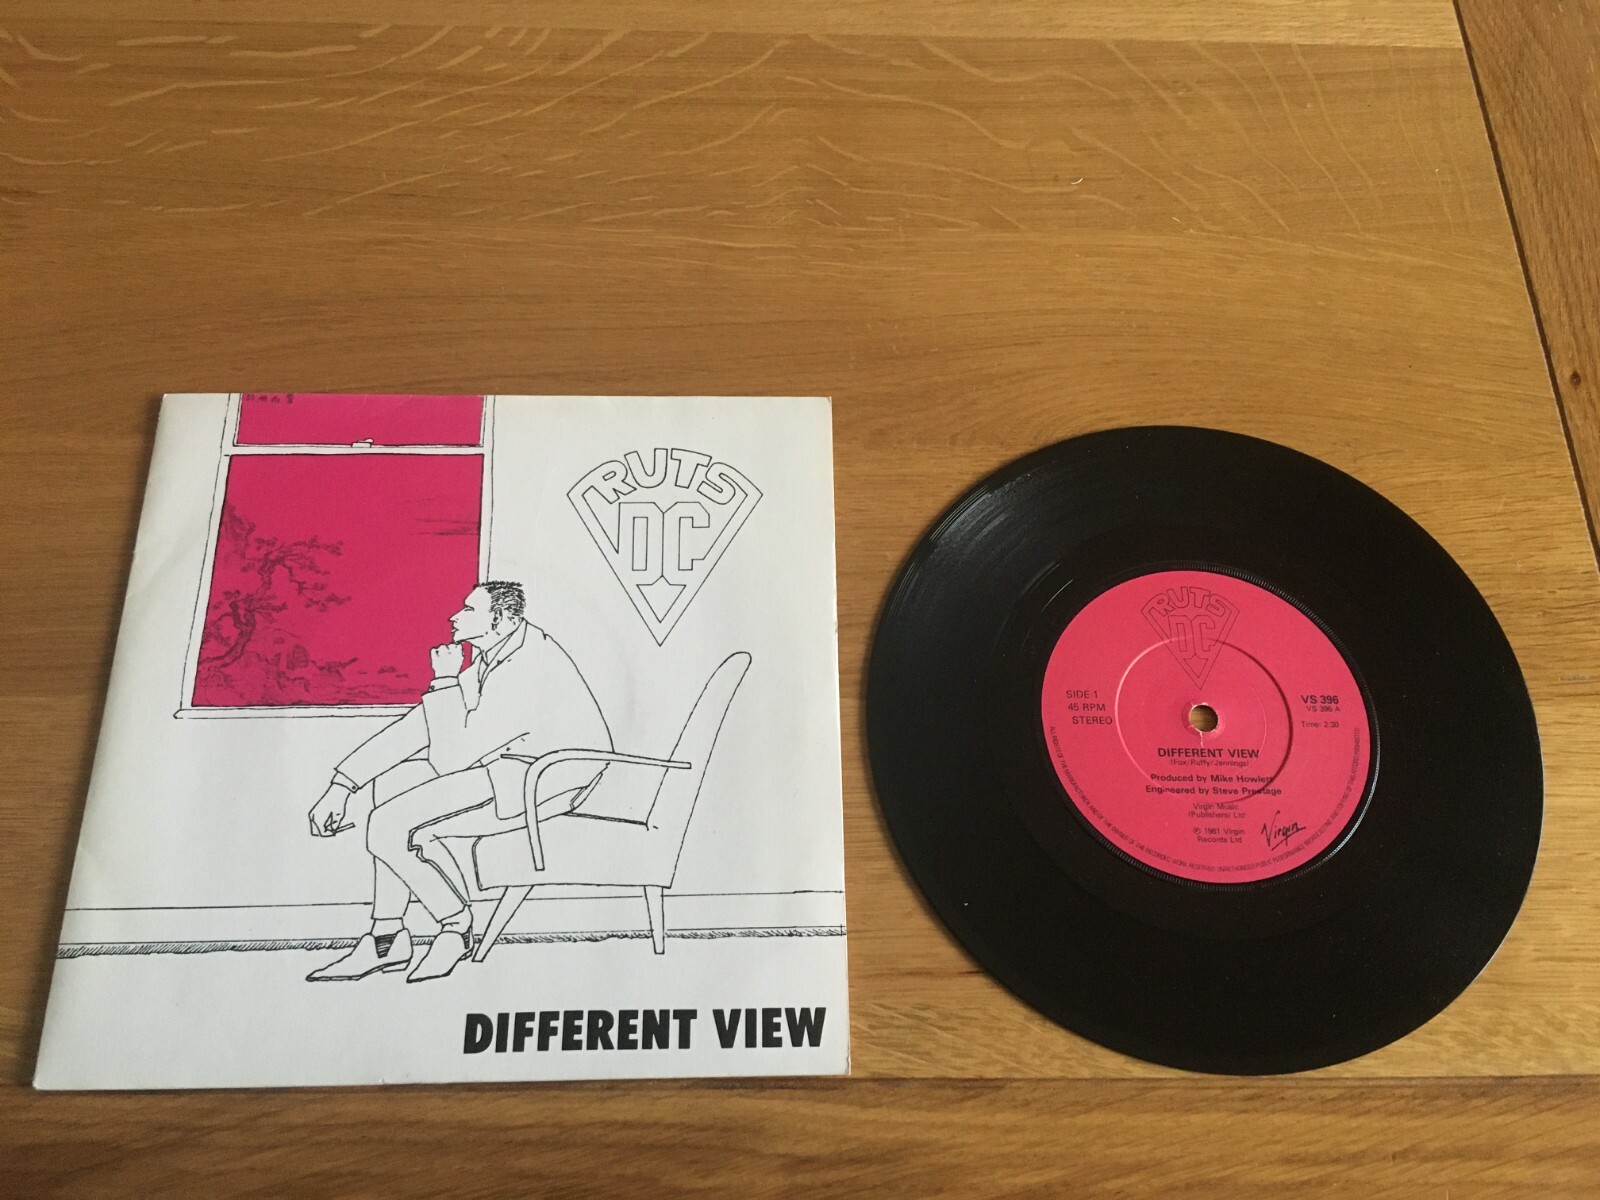 RUTS
DC
DIFFERENT VIEW
RUTS
DC
SIDE 1
45 RPM
STEREO
VS 396
VS 396 A
Time: 2:30
DIFFERENT VIEW
(Fox/Ruffy/Jennings)
Produced by Mike Howlett
Engineered by Steve Prestage
Virgin Music
(Publishers) Ltd
℗ 1981 Virgin
Records Ltd
Virgin